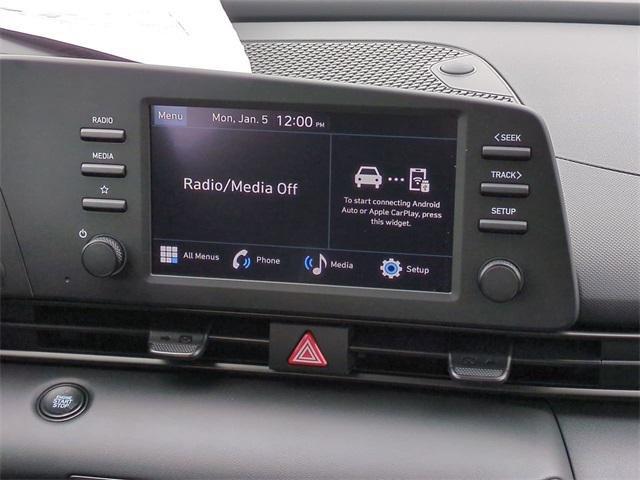 RADIO
MEDIA
Menu
Mon, Jan. 5 12:00 PM
Radio/Media Off
To start connecting Android
Auto or Apple CarPlay, press
this widget.
All Menus
Phone
Media
Setup
<SEEK
TRACK>
SETUP
ENGINE
START
STOP